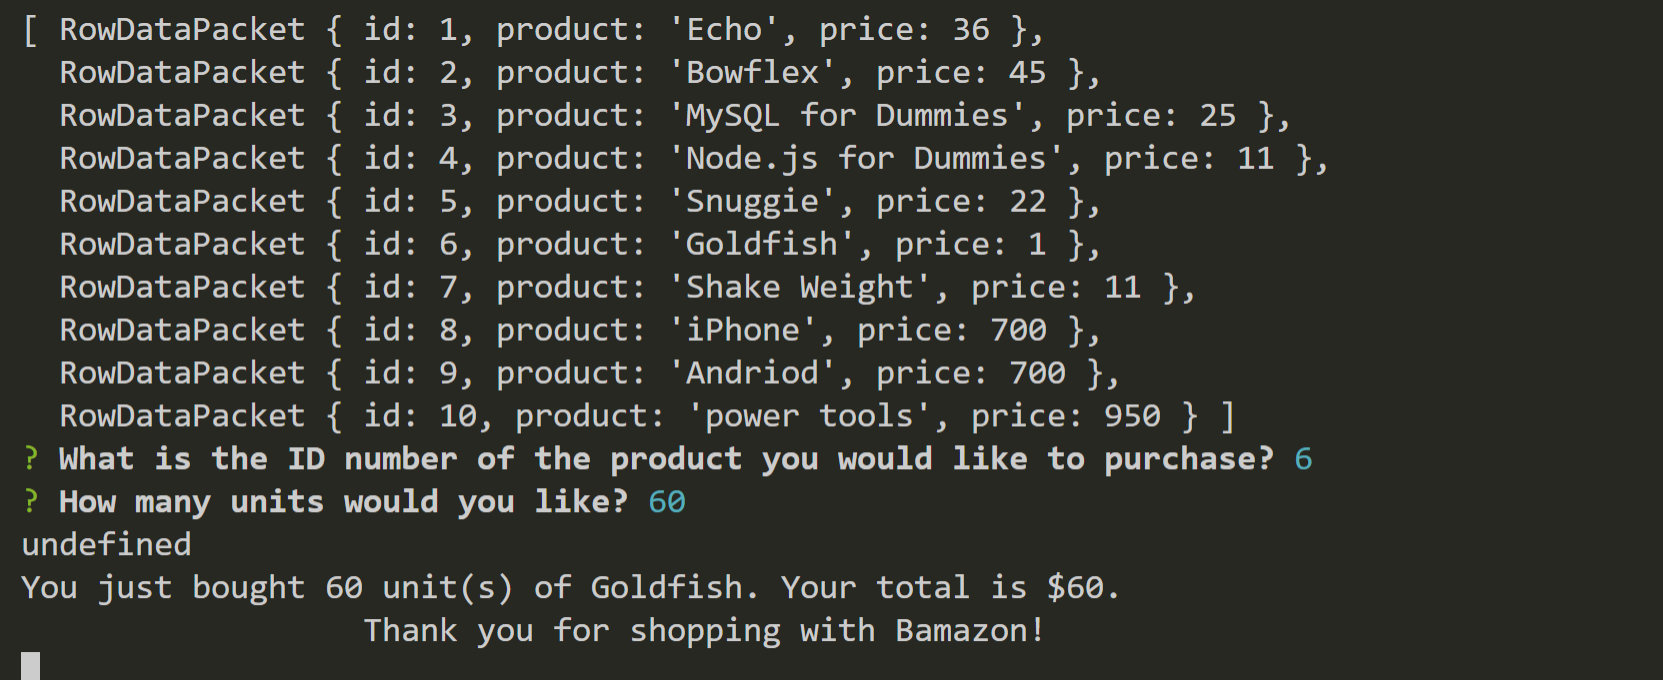 [ RowDataPacket { id: 1, product: 'Echo', price: 36 },
  RowDataPacket { id: 2, product: 'Bowflex', price: 45 },
  RowDataPacket { id: 3, product: 'MySQL for Dummies', price: 25 },
  RowDataPacket { id: 4, product: 'Node.js for Dummies', price: 11 },
  RowDataPacket { id: 5, product: 'Snuggie', price: 22 },
  RowDataPacket { id: 6, product: 'Goldfish', price: 1 },
  RowDataPacket { id: 7, product: 'Shake Weight', price: 11 },
  RowDataPacket { id: 8, product: 'iPhone', price: 700 },
  RowDataPacket { id: 9, product: 'Andriod', price: 700 },
  RowDataPacket { id: 10, product: 'power tools', price: 950 } ]
? What is the ID number of the product you would like to purchase? 6
? How many units would you like? 60
undefined
You just bought 60 unit(s) of Goldfish. Your total is $60.
                  Thank you for shopping with Bamazon!